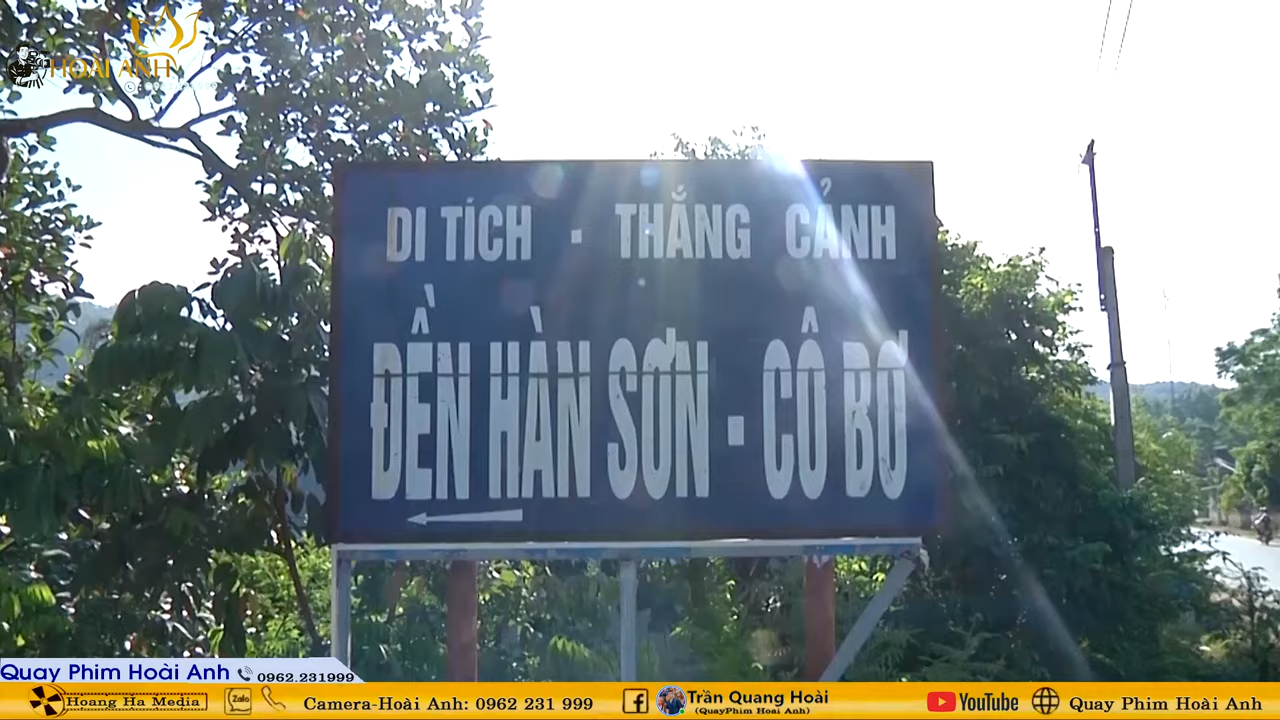 HOÀI ANH
DI TÍCH - THẮNG CẢNH
ĐỀN HÀN SƠN - CÔ BƠ
Quay Phim Hoài Anh 0962.231999
Hoang Ha Media Zalo Camera-Hoài Anh: 0962 231 999 Trần Quang Hoài YouTube Quay Phim Hoài Anh
(QuayPhim Hoai Anh)